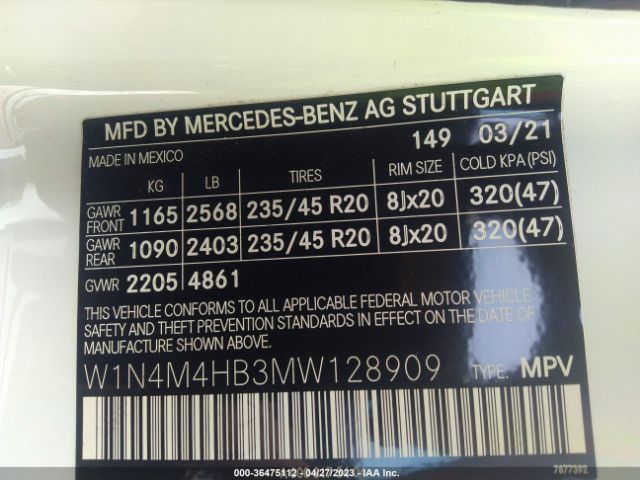 MFD BY MERCEDES-BENZ AG STUTTGART
MADE IN MEXICO 149 03/21
KG LB TIRES RIM SIZE COLD KPA (PSI)
GAWR FRONT 1165 2568 235/45 R20 8Jx20 320(47)
GAWR REAR 1090 2403 235/45 R20 8Jx20 320(47)
GVWR 2205 4861
THIS VEHICLE CONFORMS TO ALL APPLICABLE FEDERAL MOTOR VEHICLE
SAFETY AND THEFT PREVENTION STANDARDS IN EFFECT ON THE DATE
OF MANUFACTURE SHOWN ABOVE.
W1N4M4HB3MW128909 TYPE: MPV
7877392
000-36475112 - 04/27/2023 - IAA Inc.